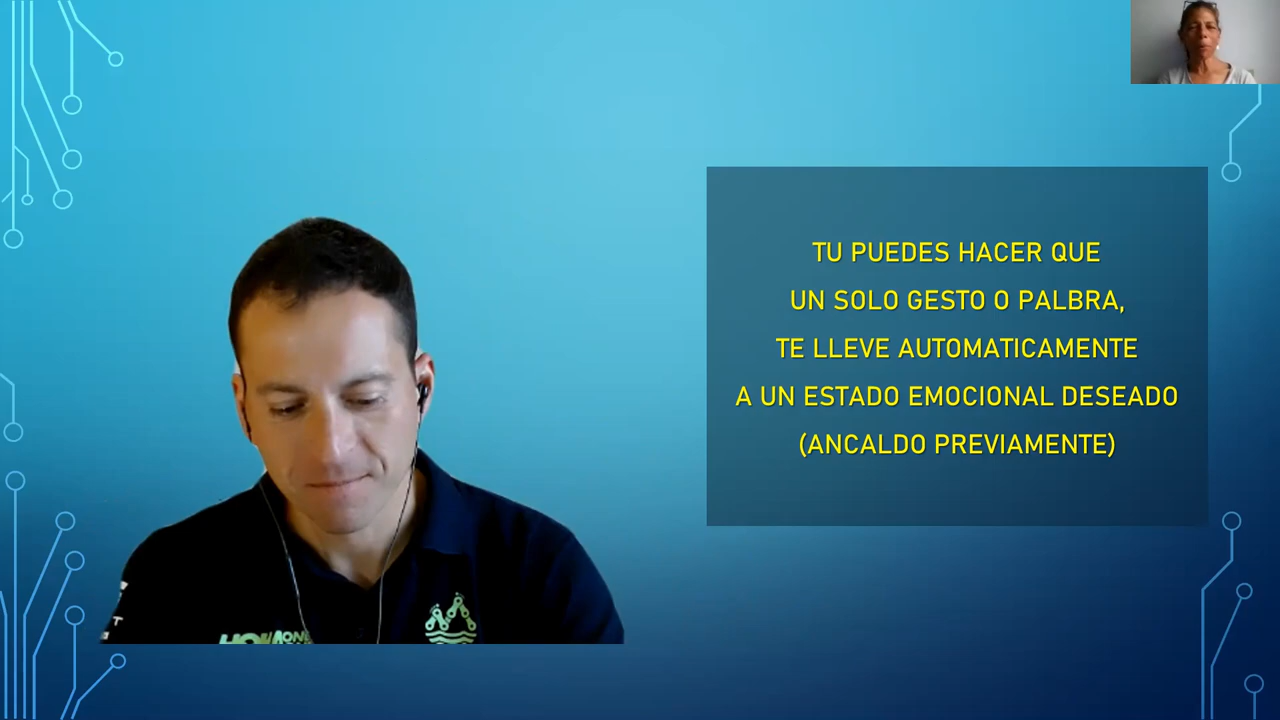 TU PUEDES HACER QUE
UN SOLO GESTO O PALBRA,
TE LLEVE AUTOMATICAMENTE
A UN ESTADO EMOCIONAL DESEADO
(ANCALDO PREVIAMENTE)